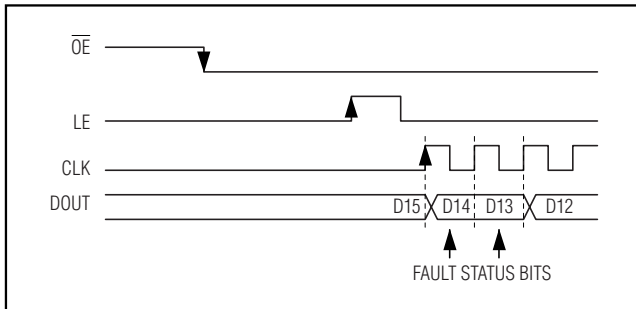 OE
LE
CLK
DOUT
D15 D14 D13 D12
FAULT STATUS BITS